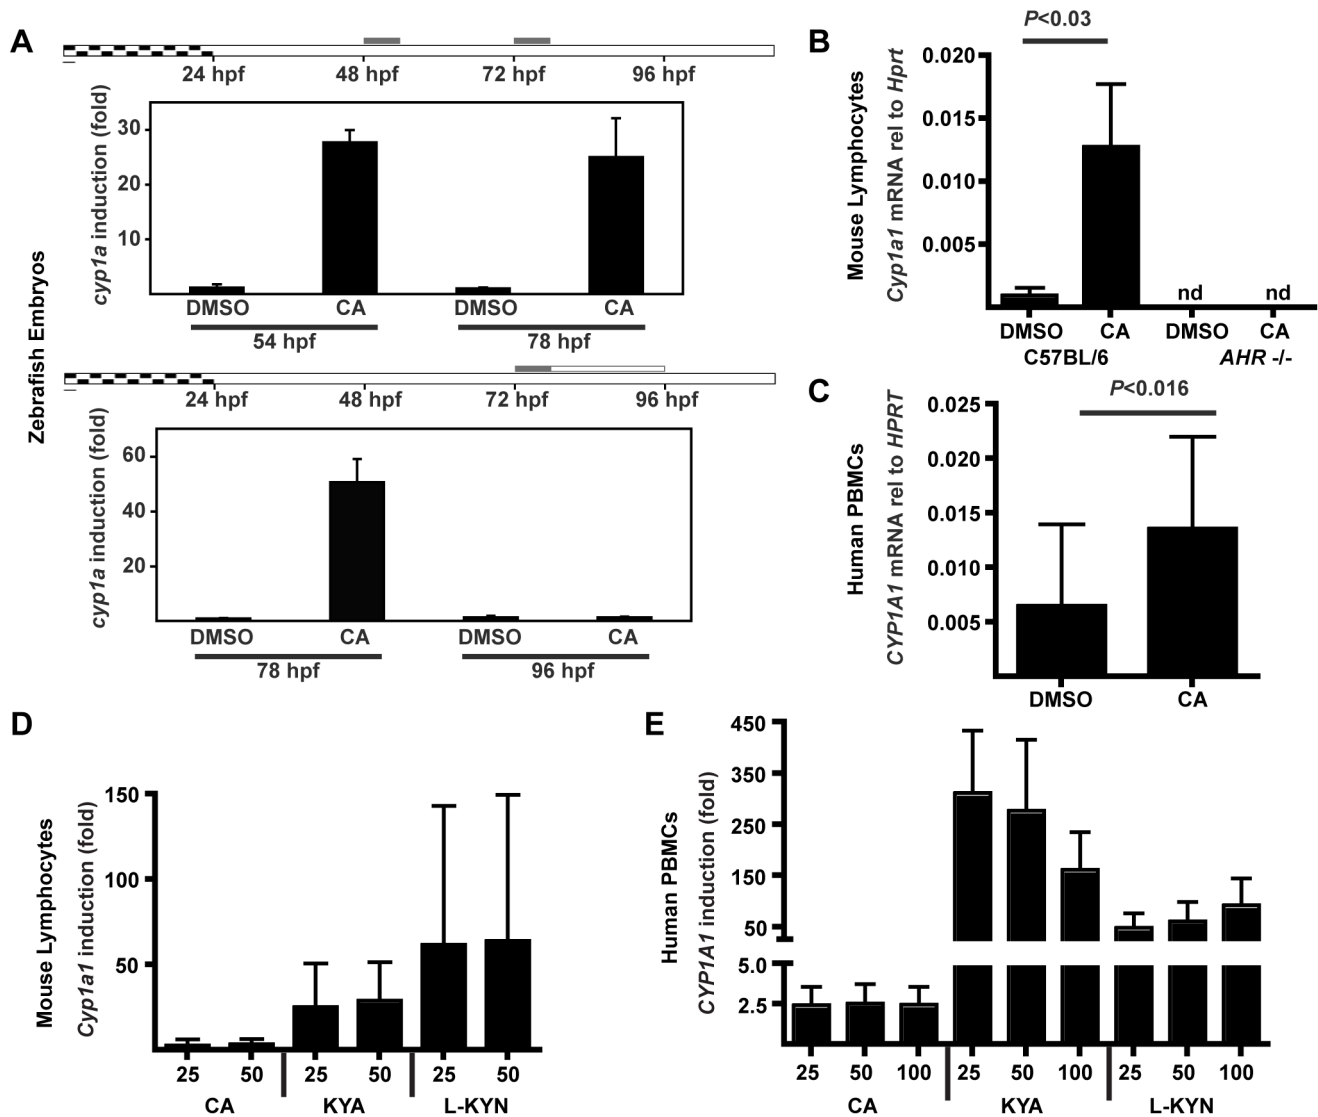 A
24 hpf 48 hpf 72 hpf 96 hpf
Zebrafish Embryos
cyp1a induction (fold)
30
20
10
DMSO CA DMSO CA
54 hpf 78 hpf
24 hpf 48 hpf 72 hpf 96 hpf
cyp1a induction (fold)
60
40
20
DMSO CA DMSO CA
78 hpf 96 hpf
B
P<0.03
Mouse Lymphocytes
Cyp1a1 mRNA rel to Hprt
0.020
0.015
0.010
0.005
nd nd
DMSO CA DMSO CA
C57BL/6 AHR -/-
C
P<0.016
Human PBMCs
CYP1A1 mRNA rel to HPRT
0.025
0.020
0.015
0.010
0.005
DMSO CA
D
Mouse Lymphocytes
Cyp1a1 induction (fold)
150
100
50
25 50 25 50 25 50
CA KYA L-KYN
E
Human PBMCs
CYP1A1 induction (fold)
450
350
250
150
50
5.0
2.5
25 50 100 25 50 100 25 50 100
CA KYA L-KYN